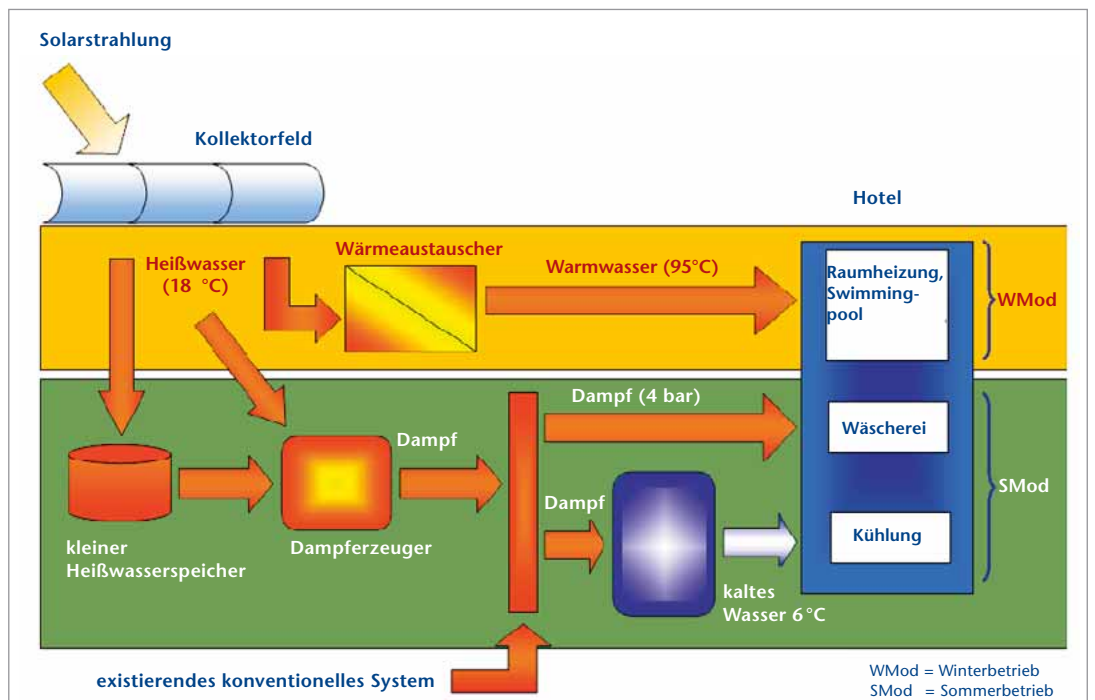 Solarstrahlung
Kollektorfeld
Hotel
Heißwasser
(18 °C)
Wärmeaustauscher
Warmwasser (95°C)
Raumheizung,
Swimming-
pool
WMod
Dampf (4 bar)
Wäscherei
Dampf
Dampf
SMod
Kühlung
kleiner
Heißwasserspeicher
Dampferzeuger
kaltes
Wasser 6°C
existierendes konventionelles System
WMod = Winterbetrieb
SMod = Sommerbetrieb